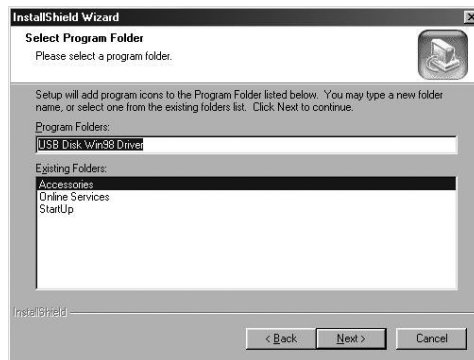 InstallShield Wizard
Select Program Folder
Please select a program folder.
Setup will add program icons to the Program Folder listed below. You may type a new folder
name, or select one from the existing folders list. Click Next to continue.
Program Folders:
USB Disk Win98 Driver
Existing Folders:
Accessories
Online Services
StartUp
InstallShield
< Back
Next >
Cancel